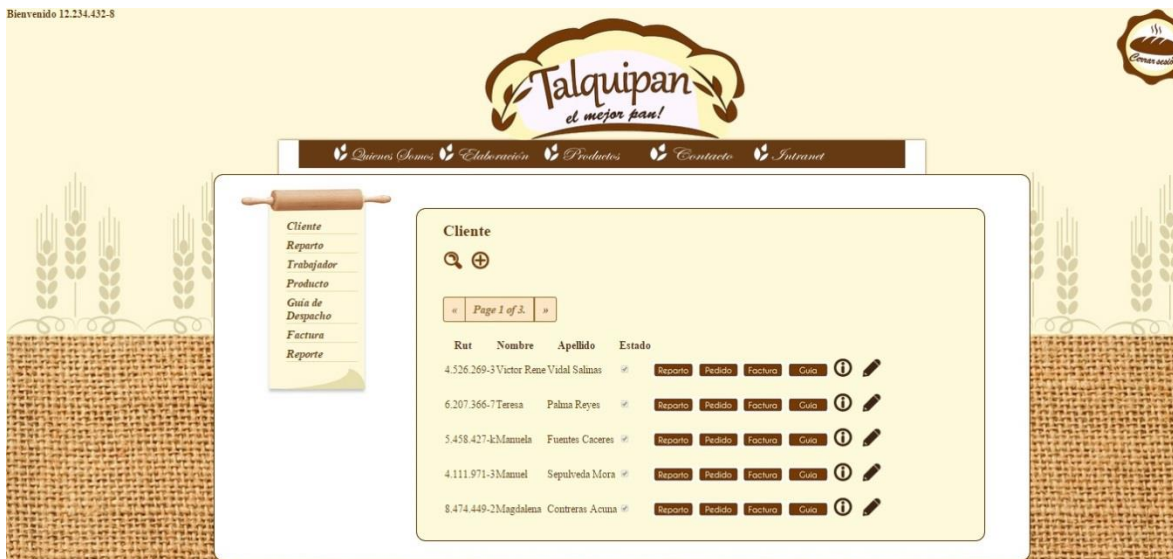 Bienvenido 12.234.432-8
Cerrar sesión
Talquipan
el mejor pan!
Quienes Somos Elaboración Productos Contacto Intranet
Cliente
Reparto
Trabajador
Producto
Guía de
Despacho
Factura
Reporte
Cliente
« Page 1 of 3. »
Rut Nombre Apellido Estado
4.526.269-3 Victor Rene Vidal Salinas Reparto Pedido Factura Guia
6.207.366-7 Teresa Palma Reyes Reparto Pedido Factura Guia
5.458.427-k Manuela Fuentes Caceres Reparto Pedido Factura Guia
4.111.971-3 Manuel Sepulveda Mora Reparto Pedido Factura Guia
8.474.449-2 Magdalena Contreras Acuna Reparto Pedido Factura Guia